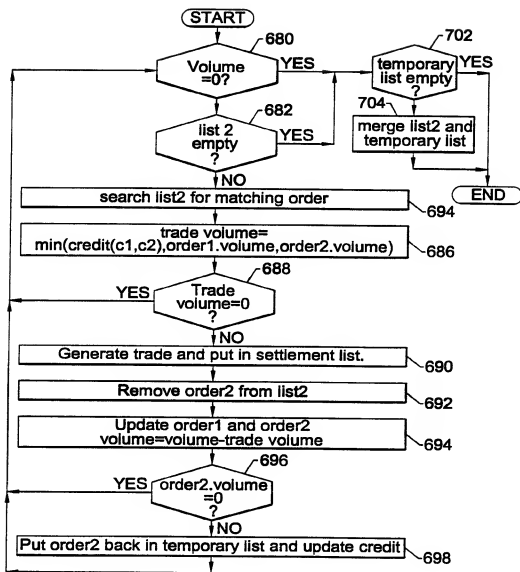 START
680
Volume
=0?
YES
702
temporary
list empty
?
YES
682
list 2
empty
?
YES
704
merge list2 and
temporary list
NO
END
search list2 for matching order
694
trade volume=
min(credit(c1,c2),order1.volume,order2.volume)
686
688
YES
Trade
volume=0
?
NO
Generate trade and put in settlement list.
690
Remove order2 from list2
692
Update order1 and order2
volume=volume-trade volume
694
696
YES
order2.volume
=0
?
NO
Put order2 back in temporary list and update credit
698